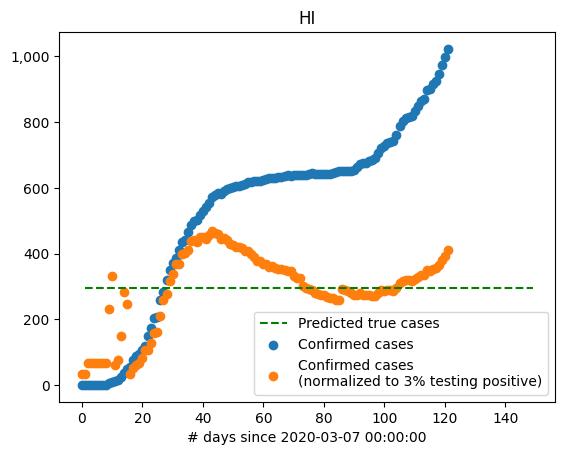 HI
1,000
800
600
400
200
0
Predicted true cases
Confirmed cases
Confirmed cases
(normalized to 3% testing positive)
0 20 40 60 80 100 120 140
# days since 2020-03-07 00:00:00